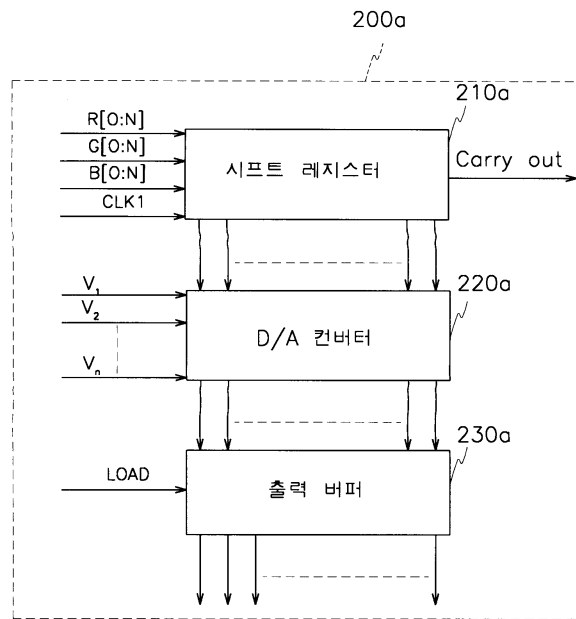 200a
210a
R[0:N]
G[0:N]
B[0:N]
CLK1
시프트 레지스터
Carry out
220a
V₁
V₂
Vₙ
D/A 컨버터
230a
LOAD
출력 버퍼